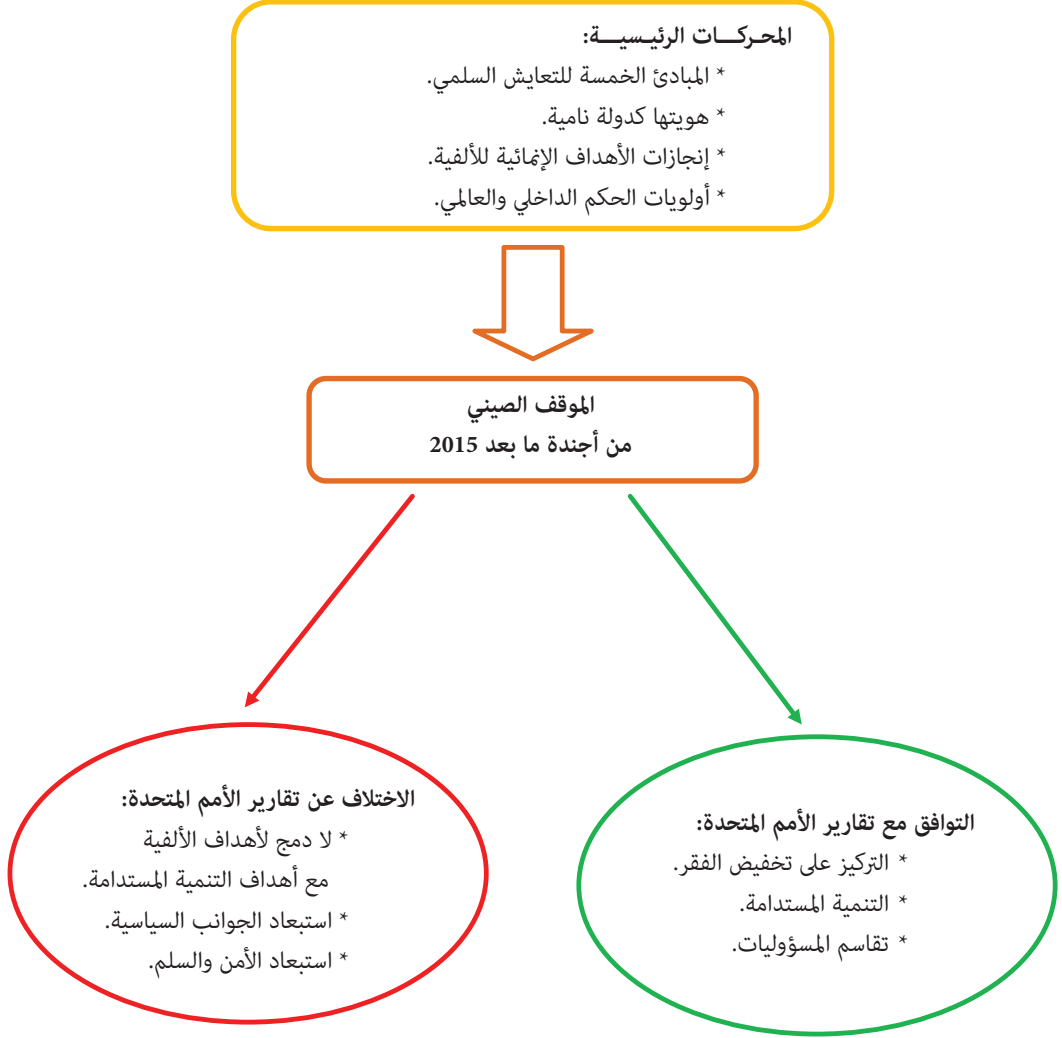 المحركــات الرئيـسيــة:
* المبادئ الخمسة للتعايش السلمي.
* هويتها كدولة نامية.
* إنجازات الأهداف الإنمائية للألفية.
* أولويات الحكم الداخلي والعالمي.
الموقف الصيني
من أجندة ما بعد 2015
التوافق مع تقارير الأمم المتحدة:
* التركيز على تخفيض الفقر.
* التنمية المستدامة.
* تقاسم المسؤوليات.
الاختلاف عن تقارير الأمم المتحدة:
* لا دمج لأهداف الألفية
مع أهداف التنمية المستدامة.
* استبعاد الجوانب السياسية.
* استبعاد الأمن والسلم.